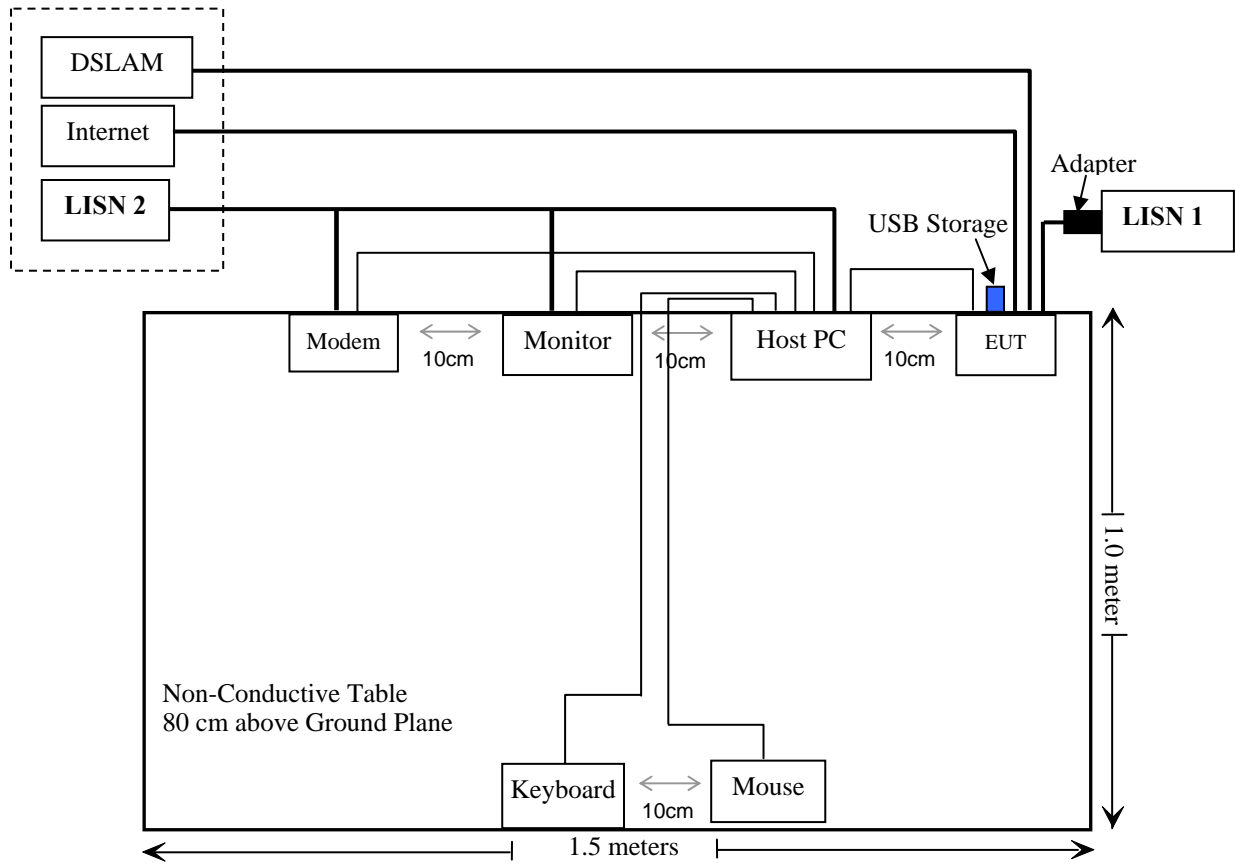 DSLAM
Internet
LISN 2
Adapter
LISN 1
USB Storage
Modem
10cm
Monitor
10cm
Host PC
10cm
EUT
1.0 meter
Non-Conductive Table
80 cm above Ground Plane
Keyboard
10cm
Mouse
1.5 meters